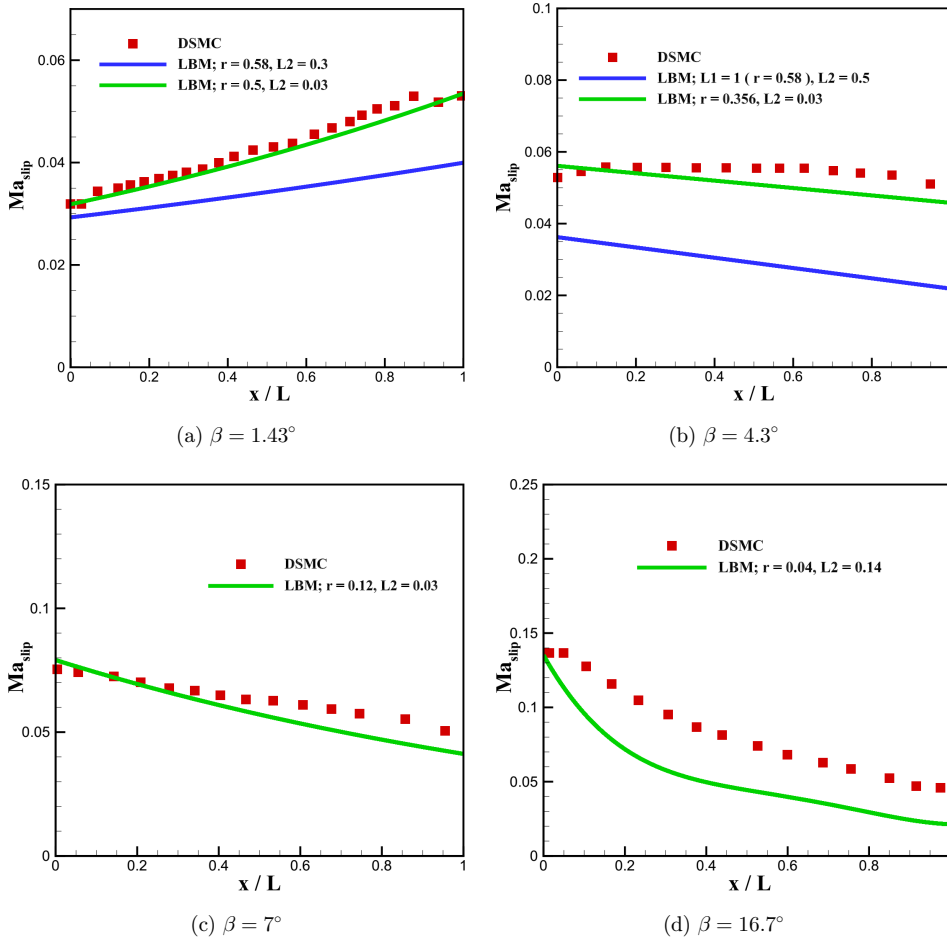 DSMC
LBM; r = 0.58, L2 = 0.3
LBM; r = 0.5, L2 = 0.03
Ma_slip
0.06
0.04
0.02
0
0 0.2 0.4 0.6 0.8 1
x / L
(a) β = 1.43°
DSMC
LBM; L1 = 1 ( r = 0.58 ), L2 = 0.5
LBM; r = 0.356, L2 = 0.03
Ma_slip
0.1
0.08
0.06
0.04
0.02
0
0 0.2 0.4 0.6 0.8
x / L
(b) β = 4.3°
DSMC
LBM; r = 0.12, L2 = 0.03
Ma_slip
0.15
0.1
0.05
0
0 0.2 0.4 0.6 0.8 1
x / L
(c) β = 7°
DSMC
LBM; r = 0.04, L2 = 0.14
Ma_slip
0.25
0.2
0.15
0.1
0.05
0
0 0.2 0.4 0.6 0.8
x / L
(d) β = 16.7°